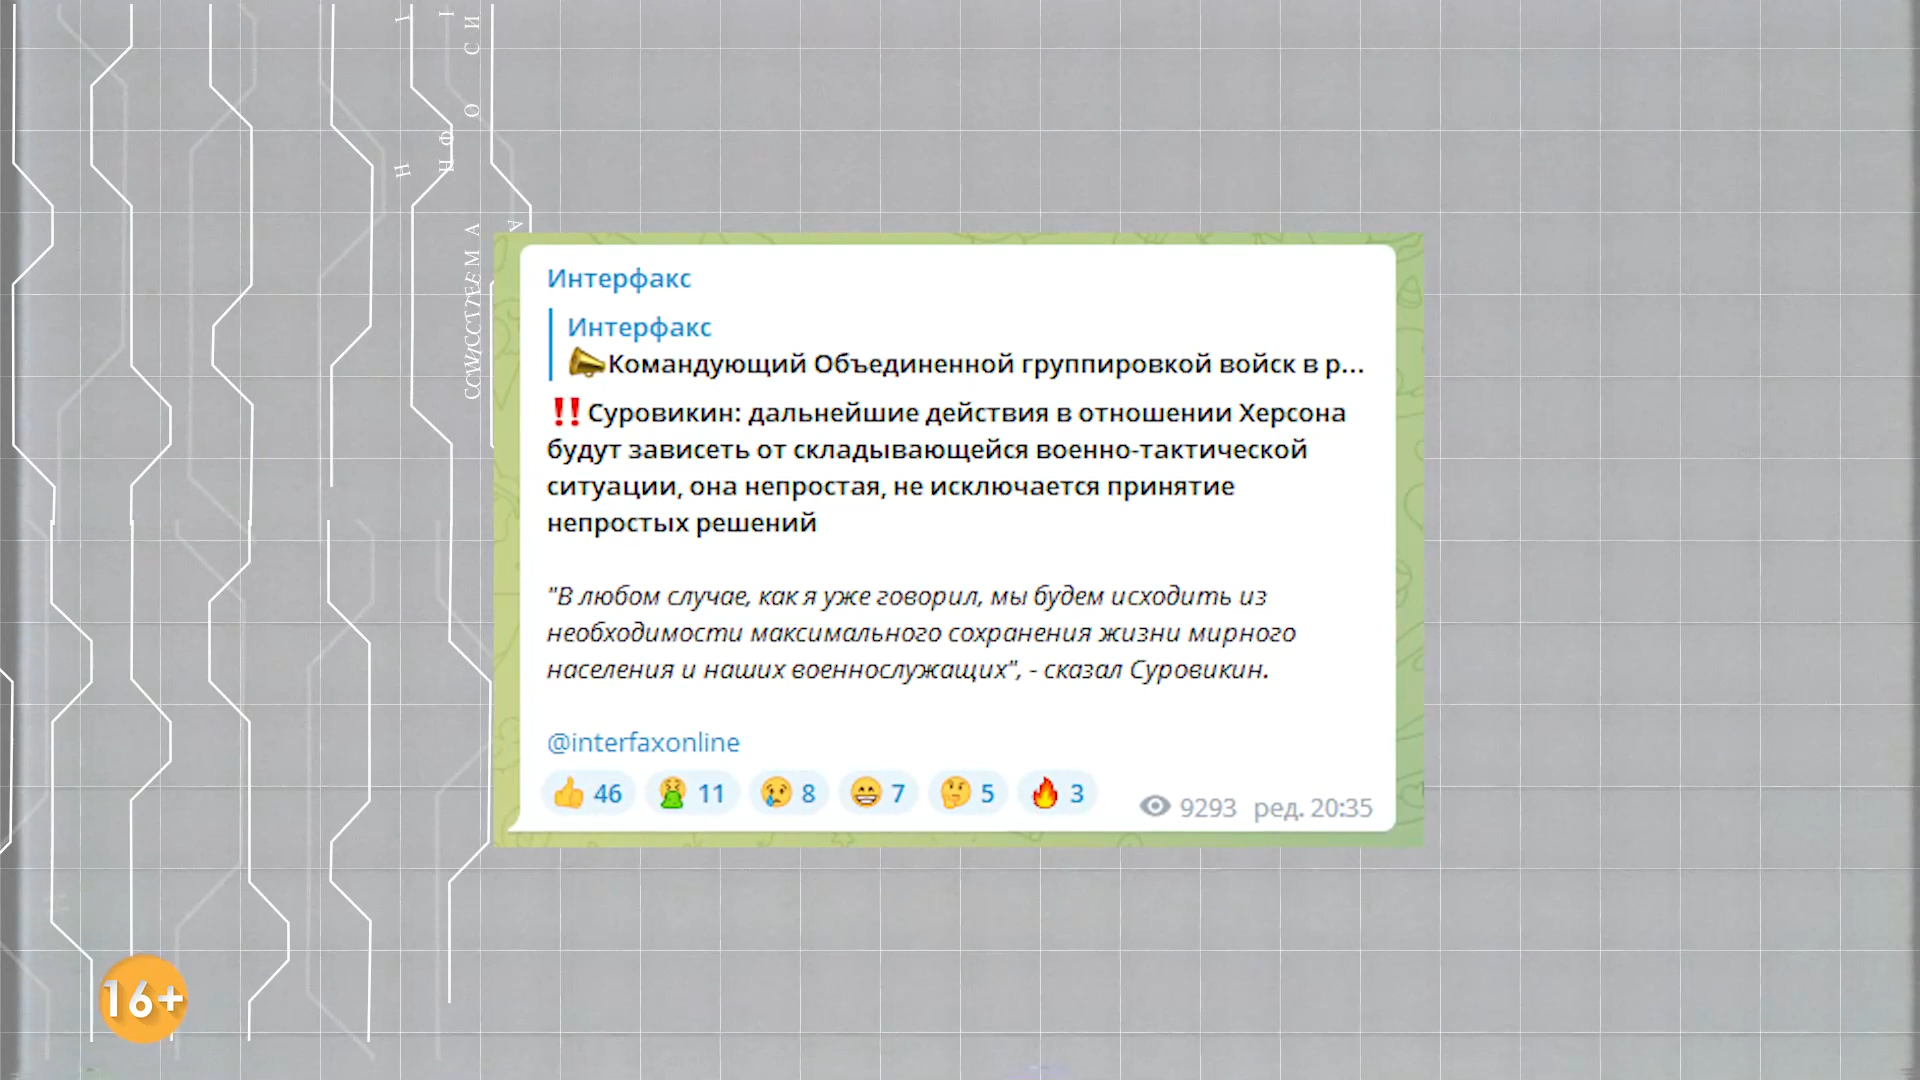 Интерфакс
Интерфакс
Командующий Объединенной группировкой войск в р...
‼Суровикин: дальнейшие действия в отношении Херсона
будут зависеть от складывающейся военно-тактической
ситуации, она непростая, не исключается принятие
непростых решений
"В любом случае, как я уже говорил, мы будем исходить из
необходимости максимального сохранения жизни мирного
населения и наших военнослужащих", - сказал Суровикин.
@interfaxonline
46 11 8 7 5 3
9293 ред. 20:35
16+